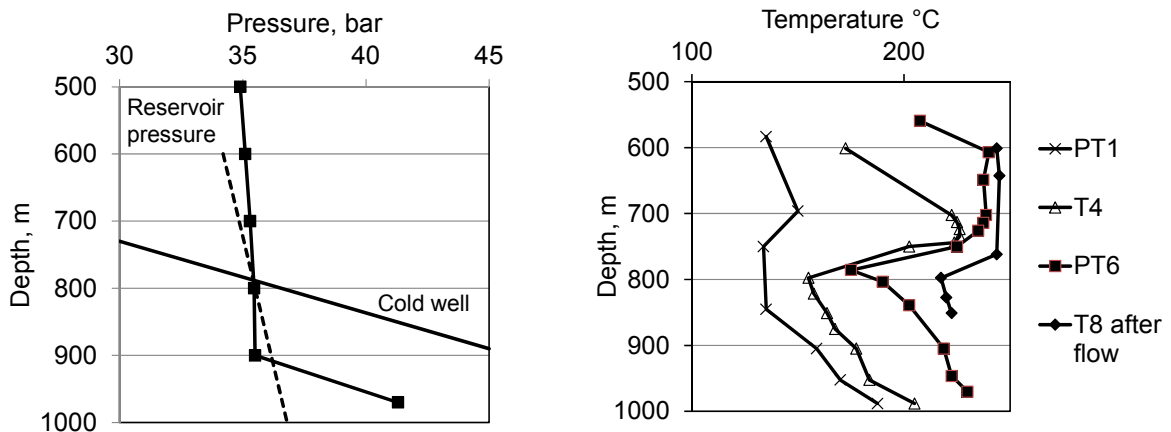 Pressure, bar
30 35 40 45
500
600
700
800
900
1000
Depth, m
Reservoir
pressure
Cold well
Temperature °C
100 200
500
600
700
800
900
1000
Depth, m
PT1
T4
PT6
T8 after
flow